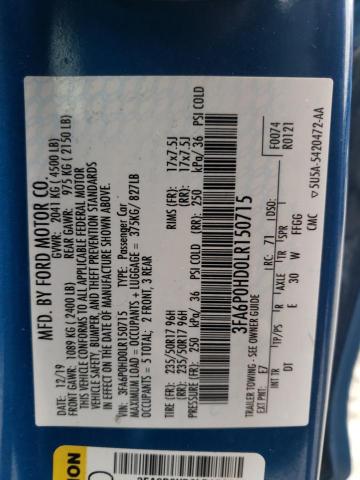 MFD. BY FORD MOTOR CO.
12/19 GVWR: 2041 KG ( 4500 LB)
FRONT GAWR: 1089 KG ( 2400 LB) REAR GAWR: 975 KG ( 2150 LB)
THIS VEHICLE CONFORMS TO ALL APPLICABLE FEDERAL MOTOR
VEHICLE SAFETY, BUMPER, AND THEFT PREVENTION STANDARDS
IN EFFECT ON THE DATE OF MANUFACTURE SHOWN ABOVE.
VIN: 3FA6P0HD0LR150715 TYPE: Passenger Car
MAXIMUM LOAD= OCCUPANTS + LUGGAGE = 375KG/ 827LB
OCCUPANTS = 5 TOTAL: 2 FRONT, 3 REAR
TIRE (FR): 235/50R17 96H RIMS (FR): 17x7.5J
(RR): 235/50R17 96H (RR): 17x7.5J
PRESSURE (FR): 250 kPa/ 36 PSI COLD (RR): 250 kPa/ 36 PSI COLD
3FA6P0HD0LR150715
F0074
R0121
TRAILER TOWING - SEE OWNER GUIDE
EXT PNT: E7 RC: 71 DSO:
INT TR TP/PS R AXLE TR SPR
DT E 30 W FFGG
CMC 5U5A-5420472-AA